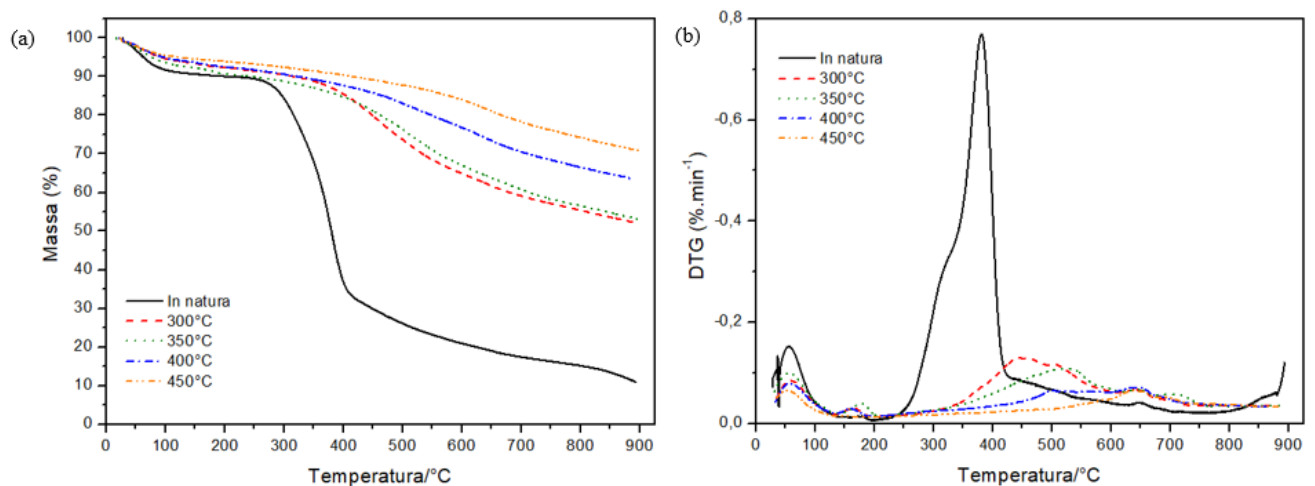 (a)
Massa (%)
100
90
80
70
60
50
40
30
20
10
0
In natura
300°C
350°C
400°C
450°C
0 100 200 300 400 500 600 700 800 900
Temperatura/°C
(b)
DTG (%.min⁻¹)
0,8
-0,6
-0,4
-0,2
0,0
In natura
300°C
350°C
400°C
450°C
0 100 200 300 400 500 600 700 800 900
Temperatura/°C